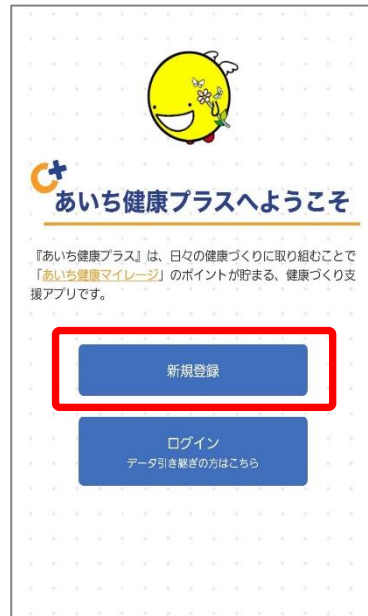 あいち健康プラスへようこそ
『あいち健康プラス』は、日々の健康づくりに取り組むことで
「あいち健康マイレージ」のポイントが貯まる、健康づくり支
援アプリです。
新規登録
ログイン
データ引き継ぎの方はこちら